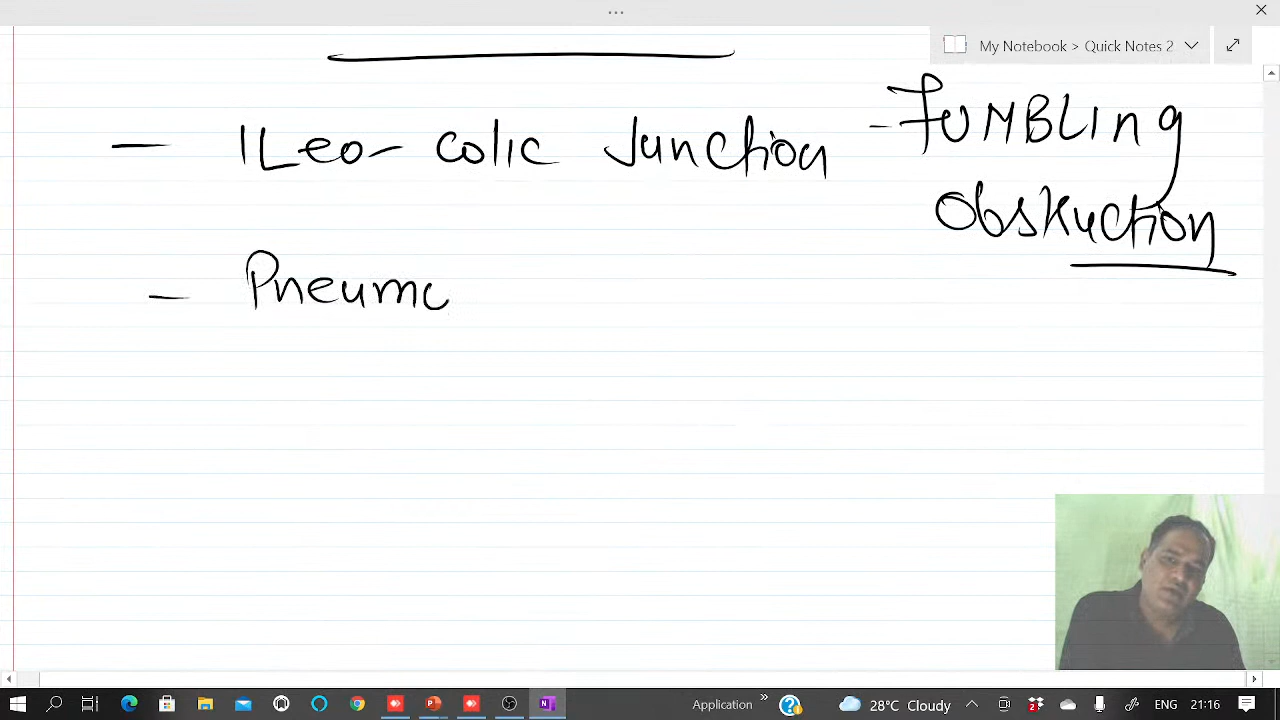 My Notebook > Quick Notes 2
- ILeo- colic Junction - TUMBLing
Obstruction
- Pneumo
Application
28°C Cloudy
ENG
21:16